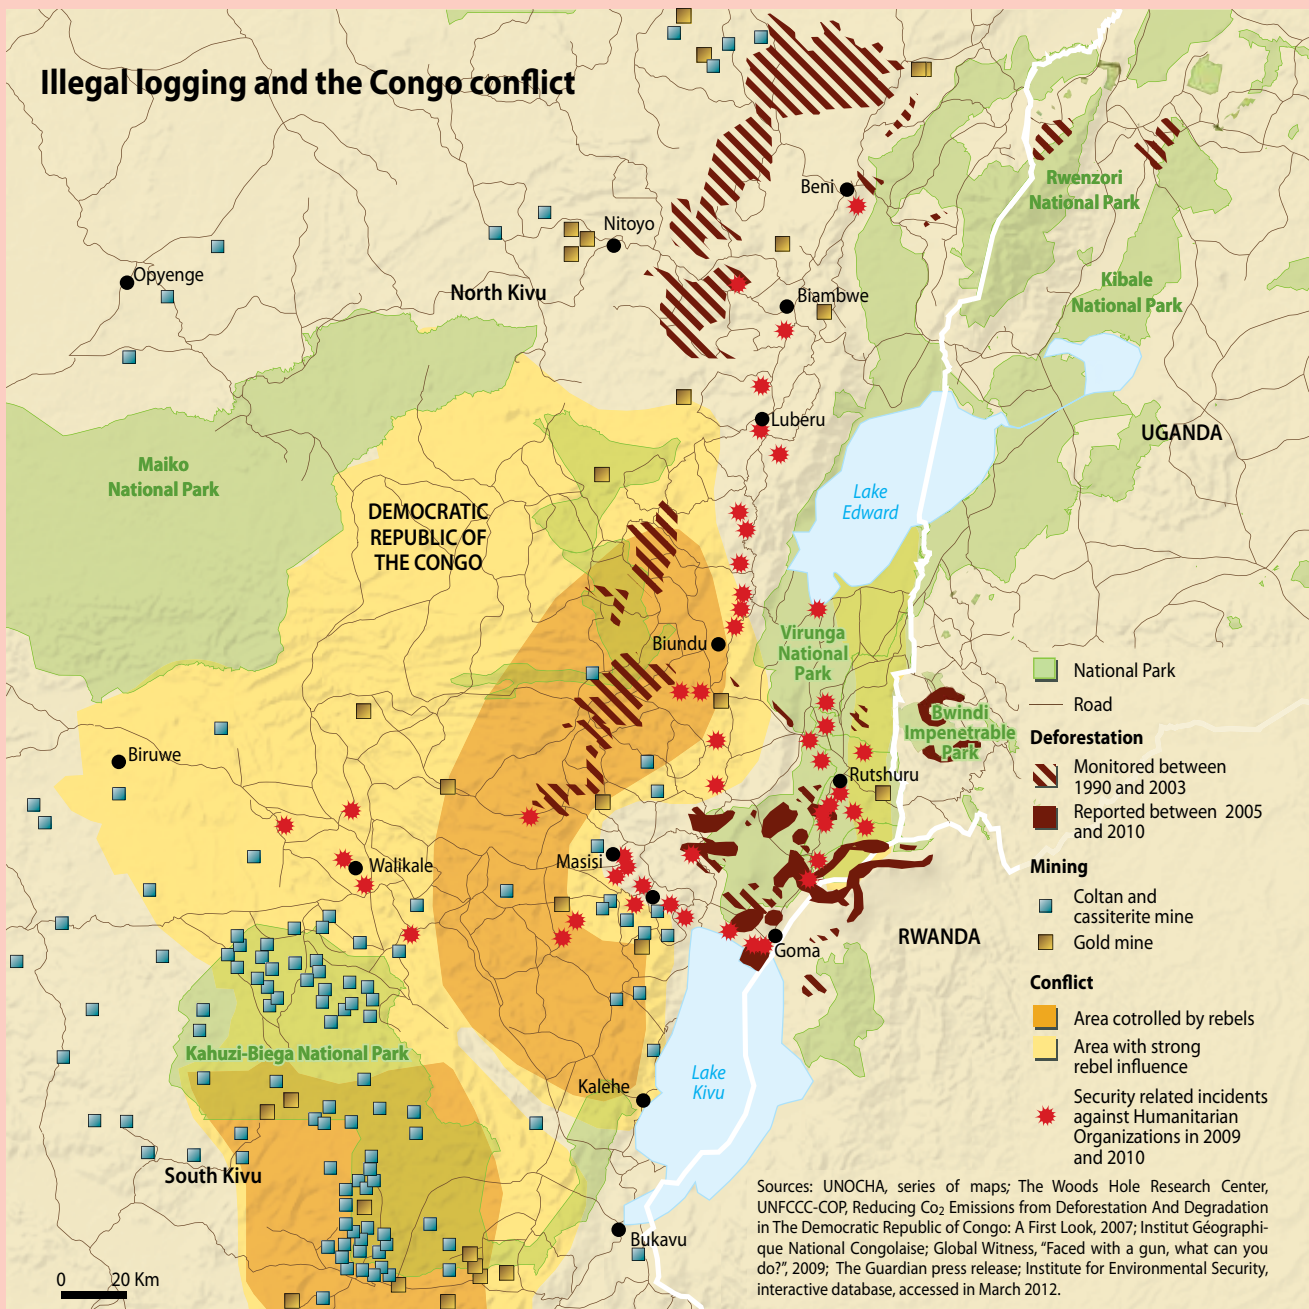 Illegal logging and the Congo conflict
Beni
Rwenzori
National Park
Nitoyo
Opyenge
North Kivu
Kibale
National Park
Biambwe
Luberu
UGANDA
Maiko
National Park
Lake
Edward
DEMOCRATIC
REPUBLIC OF
THE CONGO
Biundu
Virunga
National
Park
Bwindi
Impenetrable
Park
Biruwe
Rutshuru
Masisi
Walikale
Goma
RWANDA
Kahuzi-Biega National Park
Lake
Kivu
Kalehe
South Kivu
Bukavu
0 20 Km
National Park
Road
Deforestation
Monitored between
1990 and 2003
Reported between 2005
and 2010
Mining
Coltan and
cassiterite mine
Gold mine
Conflict
Area cotrolled by rebels
Area with strong
rebel influence
Security related incidents
against Humanitarian
Organizations in 2009
and 2010
Sources: UNOCHA, series of maps; The Woods Hole Research Center,
UNFCCC-COP, Reducing Co₂ Emissions from Deforestation And Degradation
in The Democratic Republic of Congo: A First Look, 2007; Institut Géographi-
que National Congolaise; Global Witness, “Faced with a gun, what can you
do?”, 2009; The Guardian press release; Institute for Environmental Security,
interactive database, accessed in March 2012.